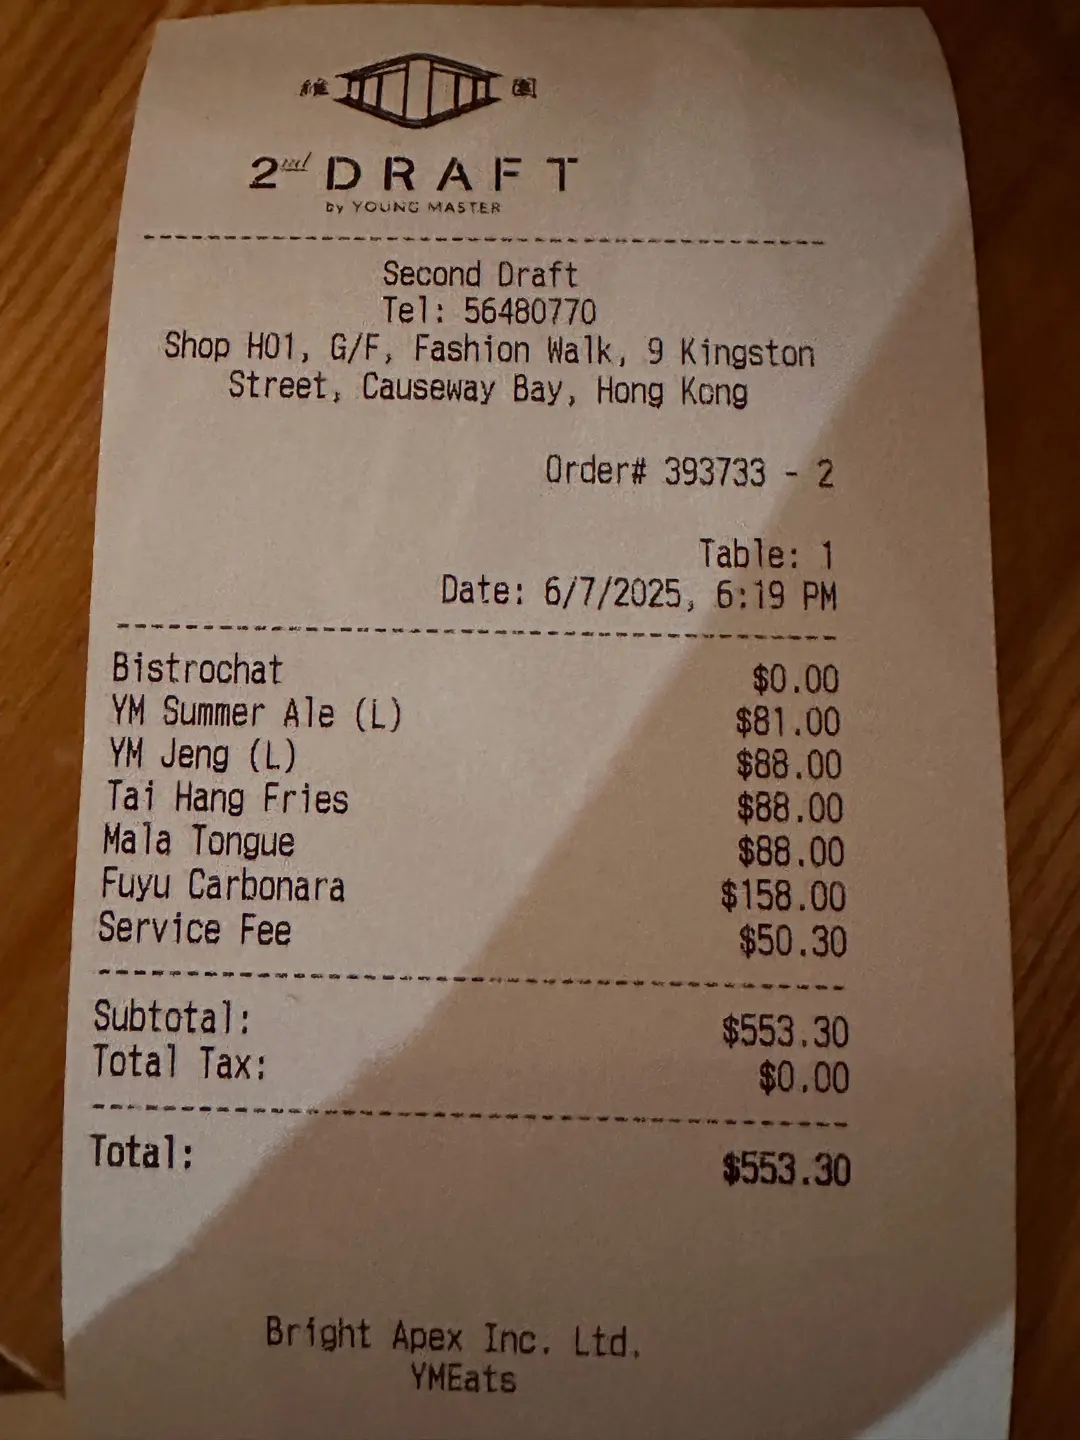 維 園
2nd DRAFT
by YOUNG MASTER
Second Draft
Tel: 56480770
Shop H01, G/F, Fashion Walk, 9 Kingston
Street, Causeway Bay, Hong Kong
Order# 393733 - 2
Table: 1
Date: 6/7/2025, 6:19 PM
Bistrochat $0.00
YM Summer Ale (L) $81.00
YM Jeng (L) $88.00
Tai Hang Fries $88.00
Mala Tongue $88.00
Fuyu Carbonara $158.00
Service Fee $50.30
Subtotal: $553.30
Total Tax: $0.00
Total: $553.30
Bright Apex Inc. Ltd.
YMEats